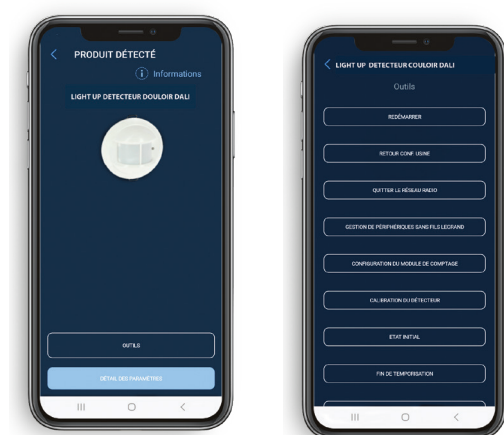 PRODUIT DÉTECTÉ
Informations
LIGHT UP DETECTEUR DOULOIR DALI
OUTILS
DÉTAIL DES PARAMÈTRES
LIGHT UP DETECTEUR COULOIR DALI
Outils
REDÉMARRER
RETOUR CONF. USINE
QUITTER LE RÉSEAU RADIO
GESTION DE PÉRIPHÉRIQUES SANS FILS LEGRAND
CONFIGURATION DU MODULE DE COMPTAGE
CALIBRATION DU DÉTECTEUR
ETAT INITIAL
FIN DE TEMPORISATION